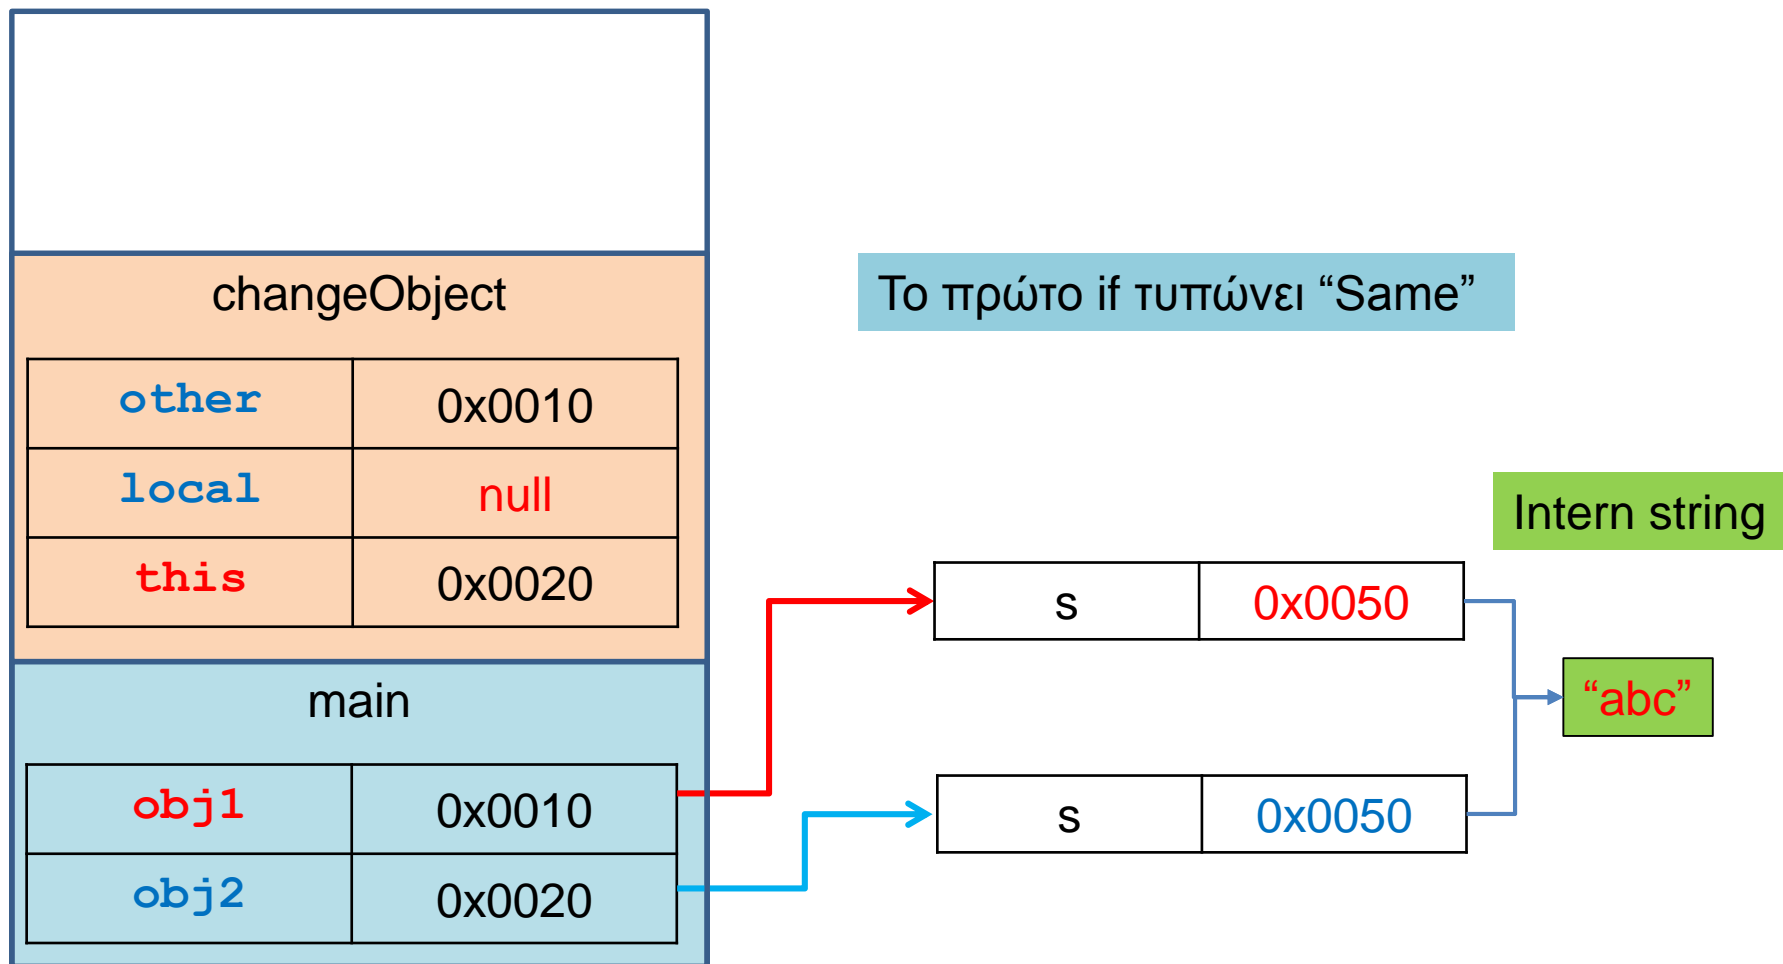 changeObject
Το πρώτο if τυπώνει “Same”
other 0x0010
local null
this 0x0020
Intern string
s 0x0050
“abc”
main
obj1 0x0010
s 0x0050
obj2 0x0020